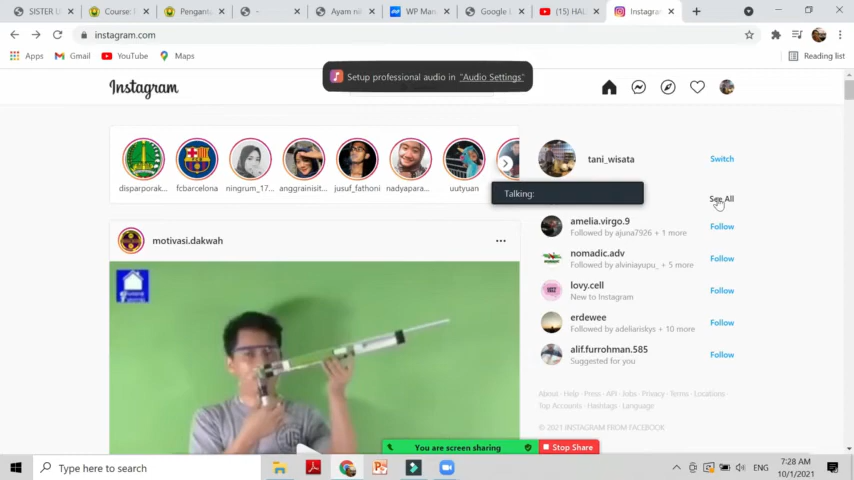 SISTER U
Course: I
Pengant
-
Ayam ni
WP Man
Google L
(15) HAL
Instagram
instagram.com
Apps
Gmail
YouTube
Maps
Reading list
Instagram
Setup professional audio in "Audio Settings"
disparporak...
fcbarcelona
ningrum_17...
anggrainisit...
jusuf_fathoni
nadyapara...
uutyuan
tani_wisata
Switch
Talking:
See All
motivasi.dakwah
amelia.virgo.9
Followed by ajuna7926 + 1 more
Follow
nomadic.adv
Followed by alviniayupu_ + 5 more
Follow
lovy.cell
New to Instagram
Follow
erdewee
Followed by adeliariskys + 10 more
Follow
alif.furrohman.585
Suggested for you
Follow
About · Help · Press · API · Jobs · Privacy · Terms · Locations ·
Top Accounts · Hashtags · Language
© 2021 INSTAGRAM FROM FACEBOOK
You are screen sharing
Stop Share
Type here to search
ENG
7:28 AM
10/1/2021